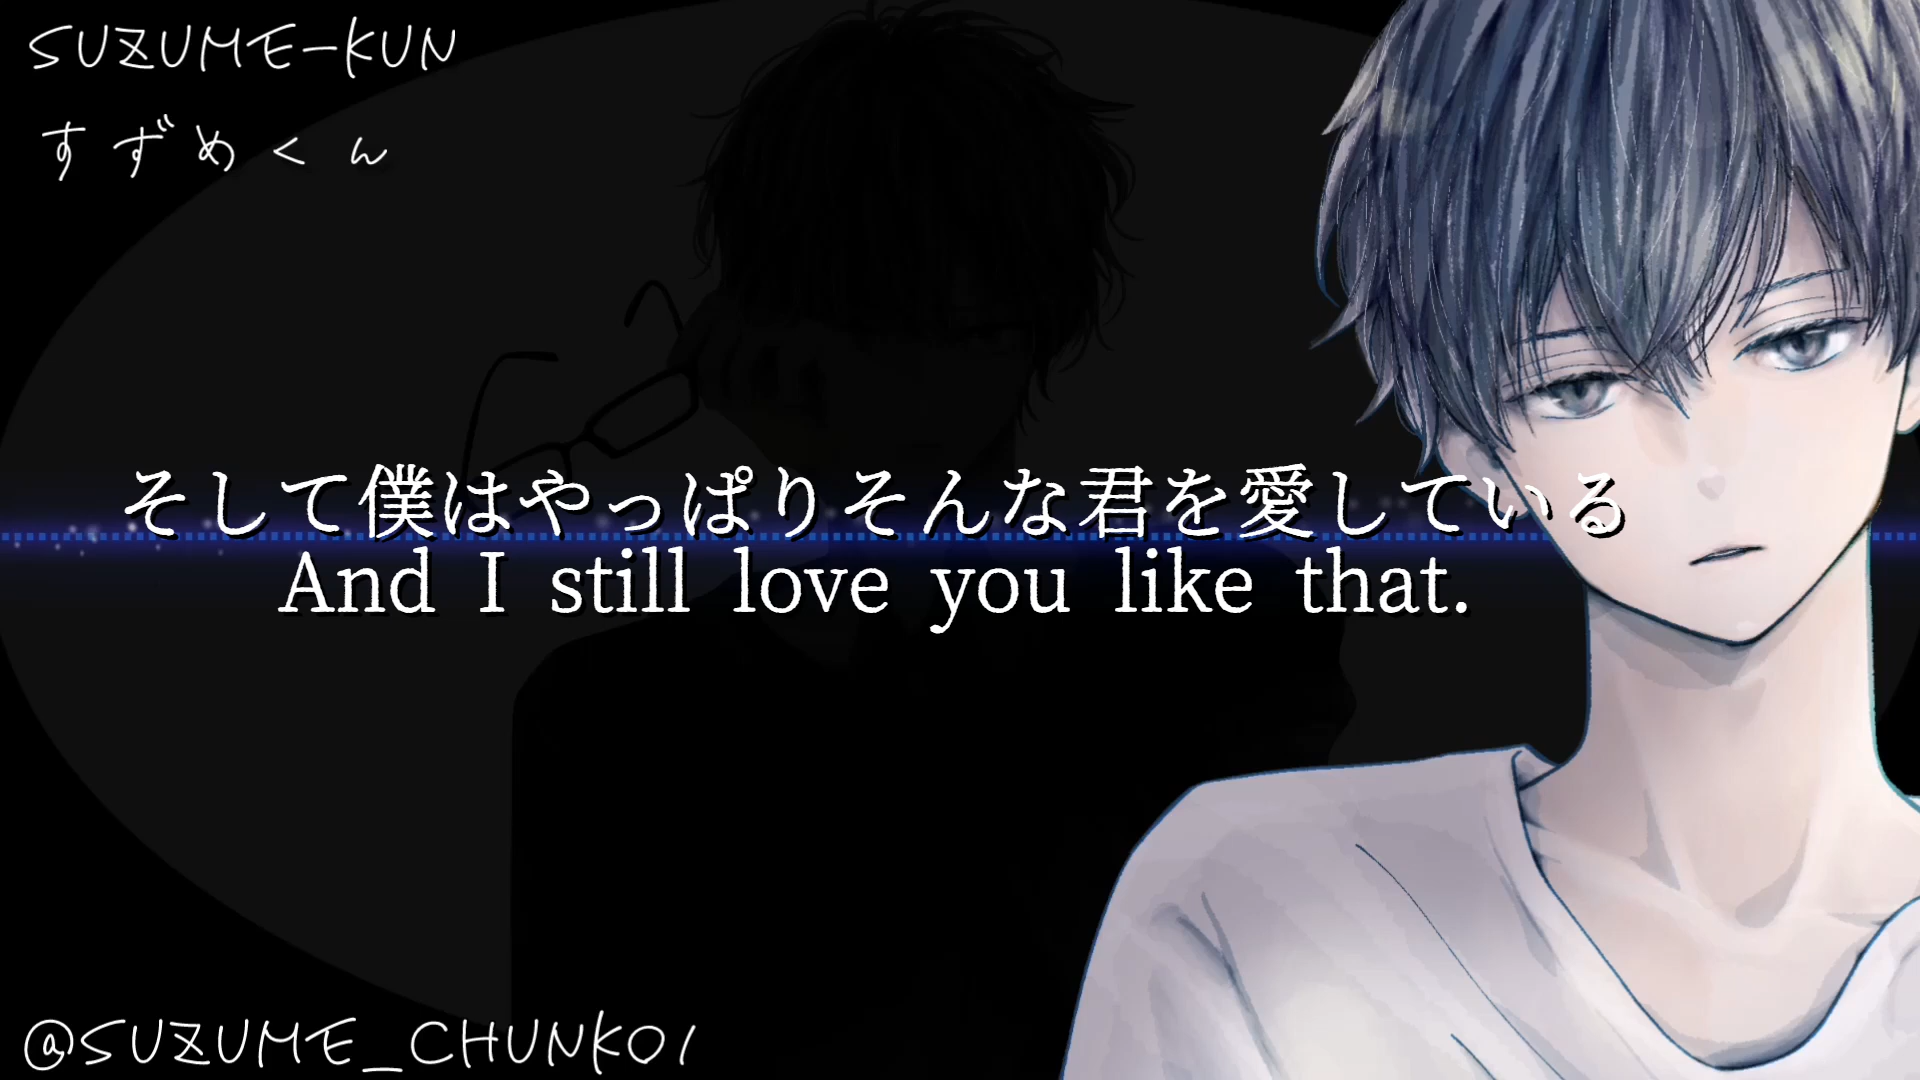 SUZUME-KUN
すずめくん
そして僕はやっぱりそんな君を愛している
And I still love you like that.
@SUZUME_CHUNK01